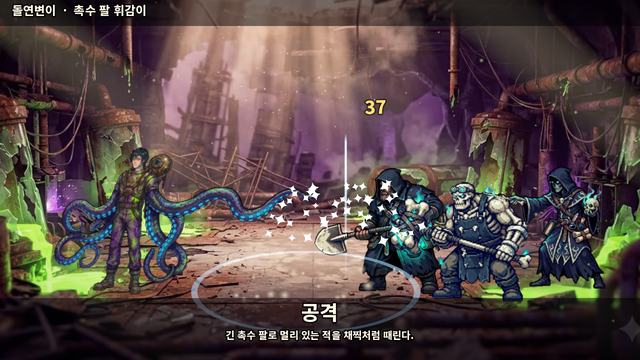 돌연변이 · 촉수 팔 휘감이
37
공격
긴 촉수 팔로 멀리 있는 적을 채찍처럼 때린다.